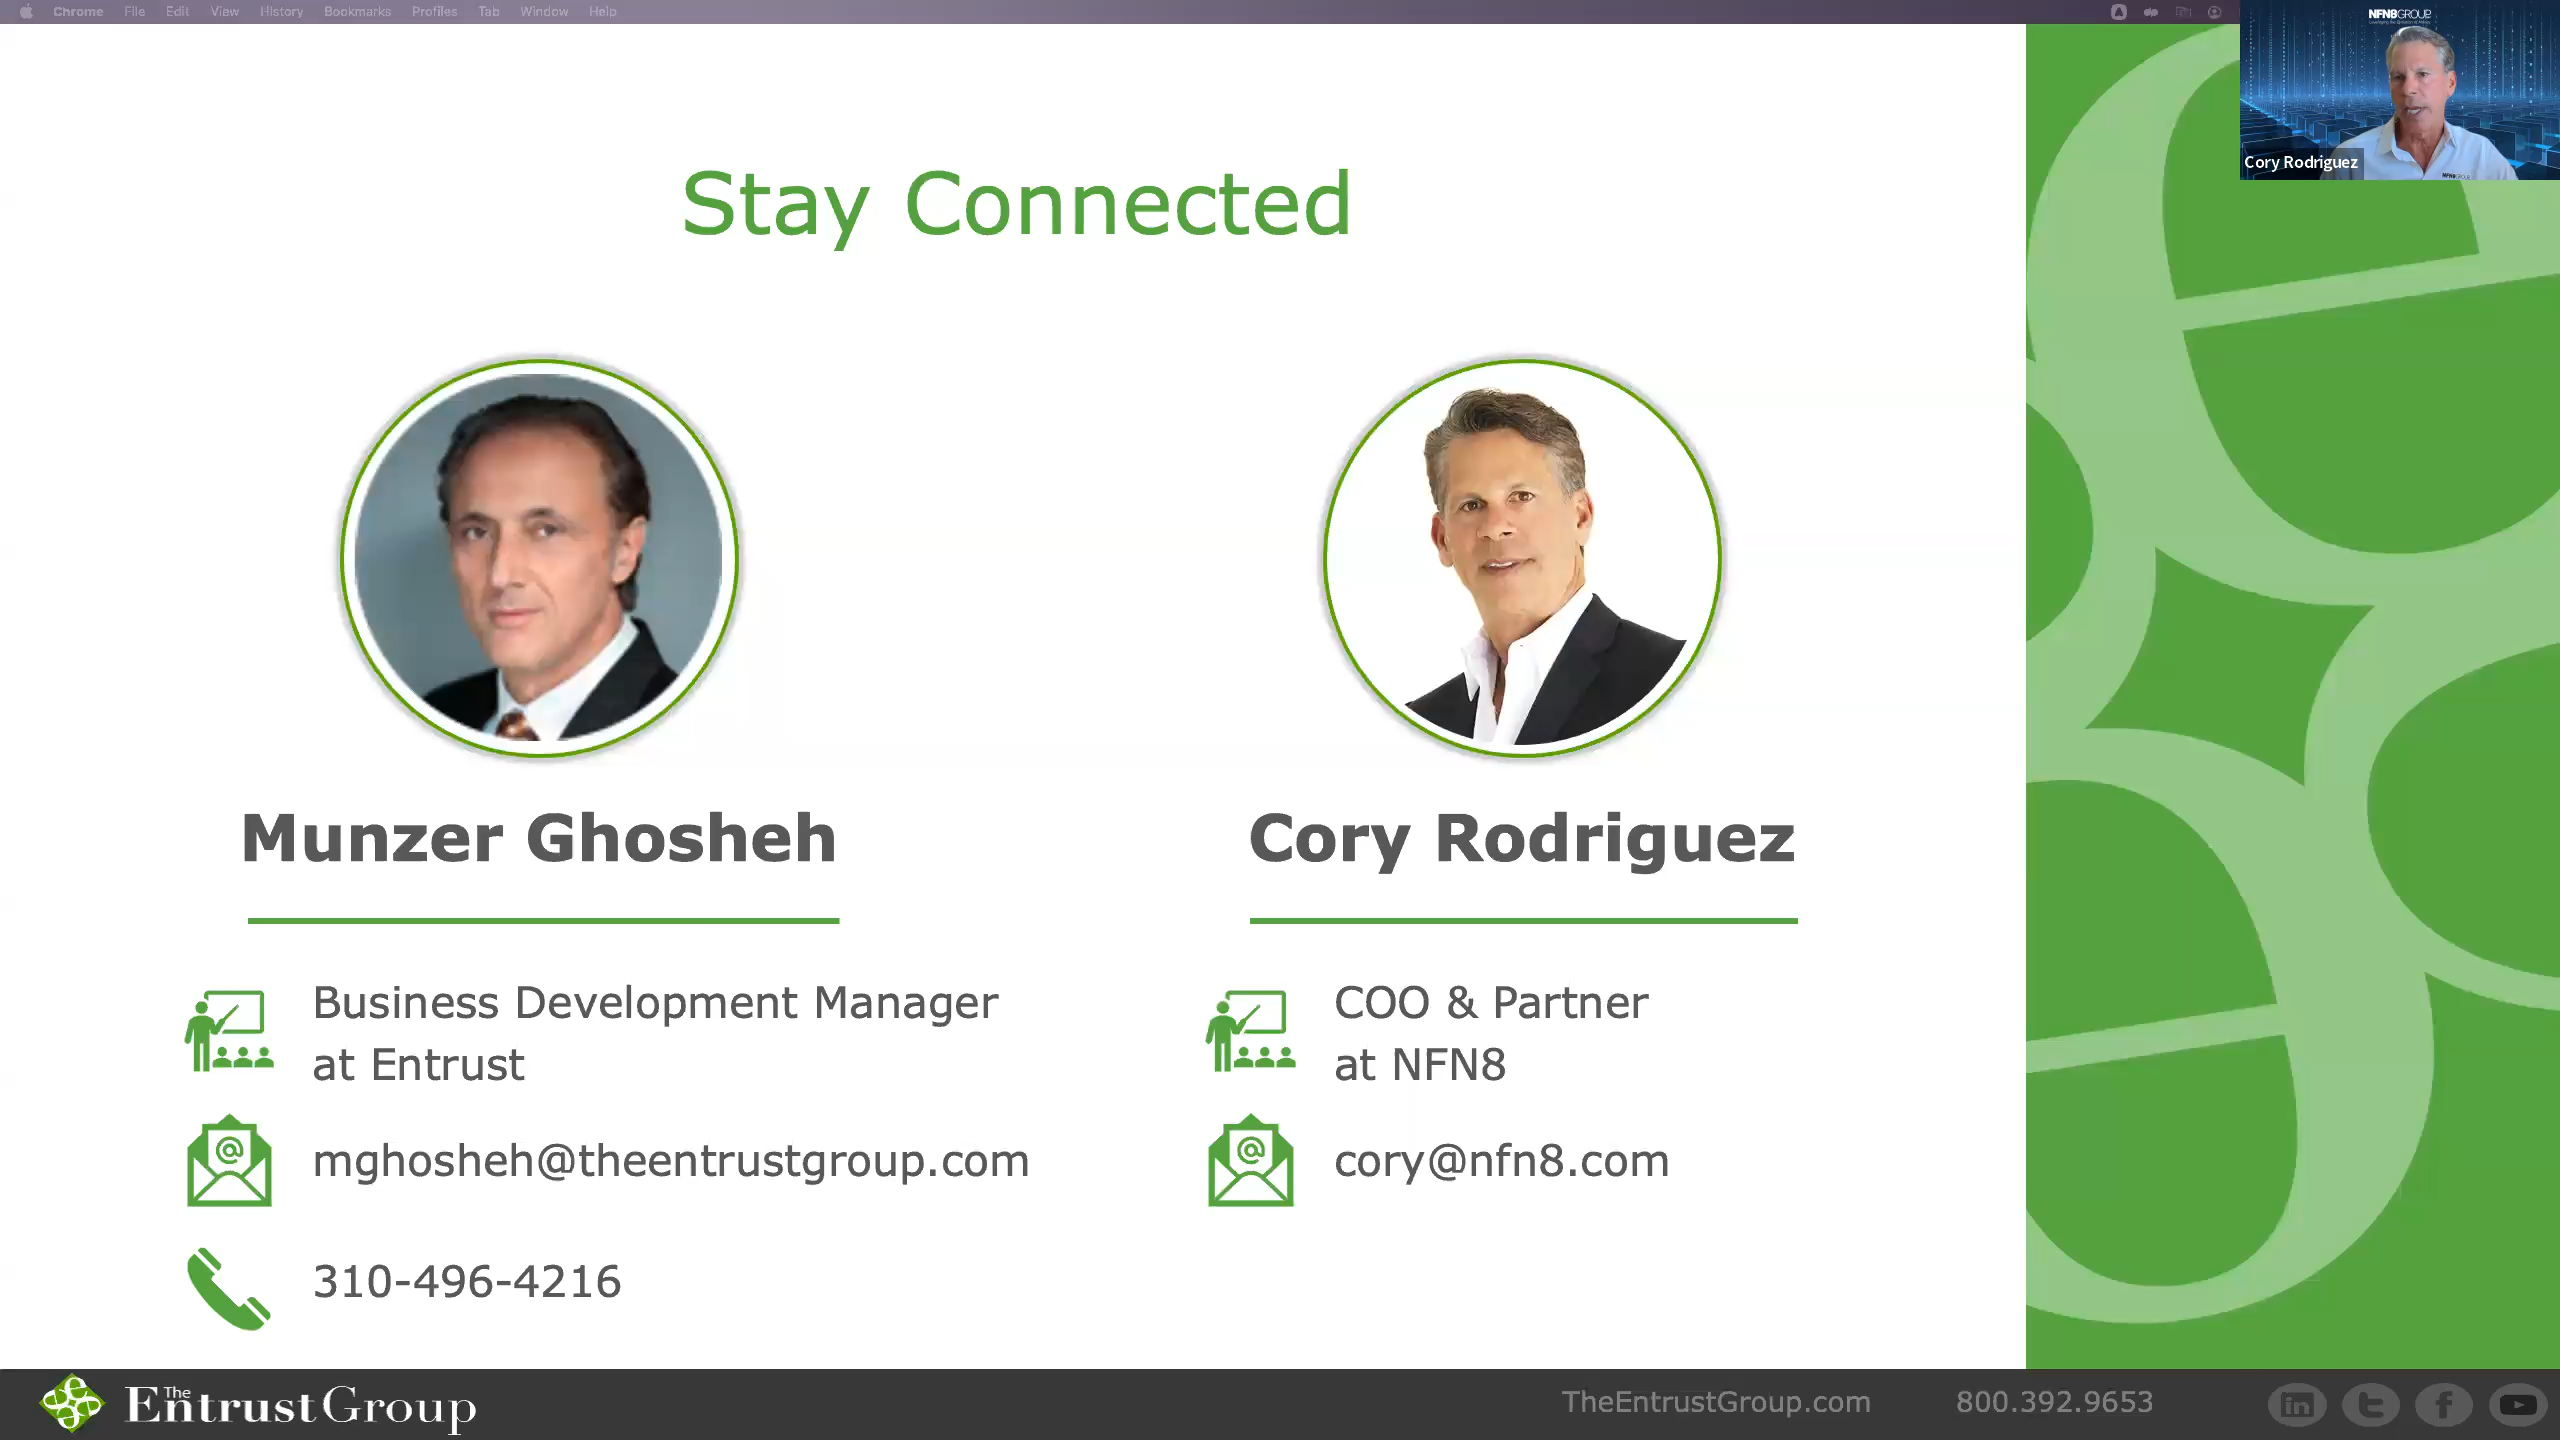 Chrome File Edit View History Bookmarks Profiles Tab Window Help
NFN8GROUP
Cory Rodriguez
Stay Connected
Munzer Ghosheh
Business Development Manager
at Entrust
mghosheh@theentrustgroup.com
310-496-4216
Cory Rodriguez
COO & Partner
at NFN8
cory@nfn8.com
The EntrustGroup
TheEntrustGroup.com
800.392.9653